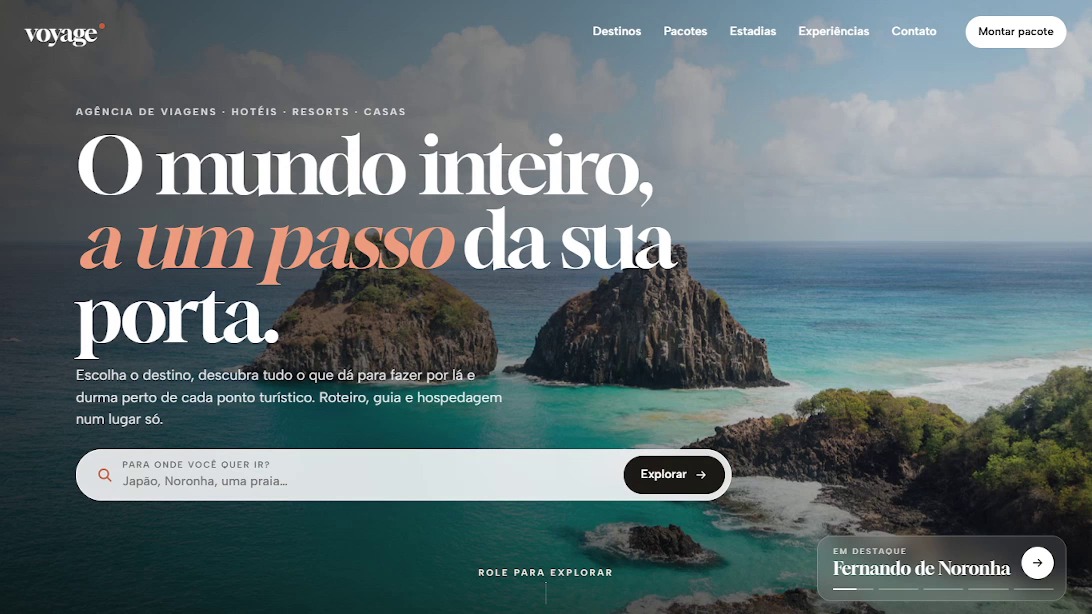 voyage
Destinos
Pacotes
Estadias
Experiências
Contato
Montar pacote
AGÊNCIA DE VIAGENS · HOTÉIS · RESORTS · CASAS
O mundo inteiro,
a um passo da sua
porta.
Escolha o destino, descubra tudo o que dá para fazer por lá e
durma perto de cada ponto turístico. Roteiro, guia e hospedagem
num lugar só.
PARA ONDE VOCÊ QUER IR?
Japão, Noronha, uma praia…
Explorar →
ROLE PARA EXPLORAR
EM DESTAQUE
Fernando de Noronha →